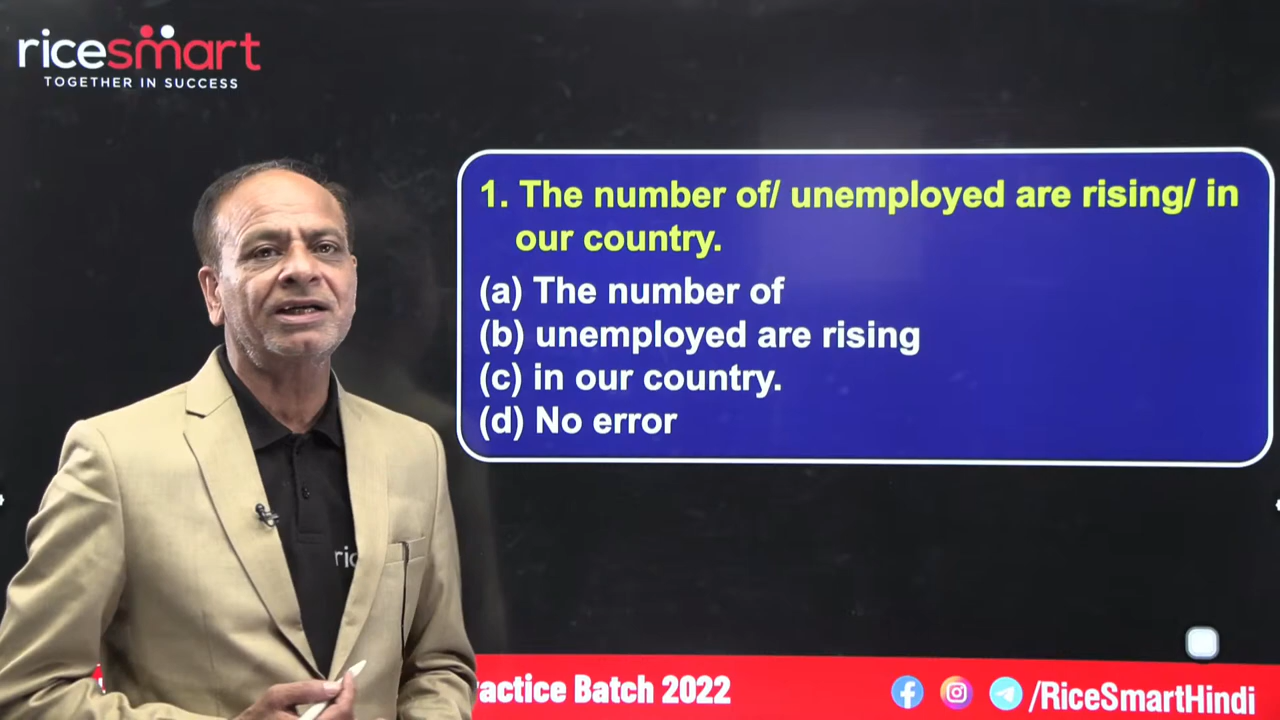 ricesmart
TOGETHER IN SUCCESS
1. The number of/ unemployed are rising/ in
our country.
(a) The number of
(b) unemployed are rising
(c) in our country.
(d) No error
ric
Batch 2022
/RiceSmartHindi